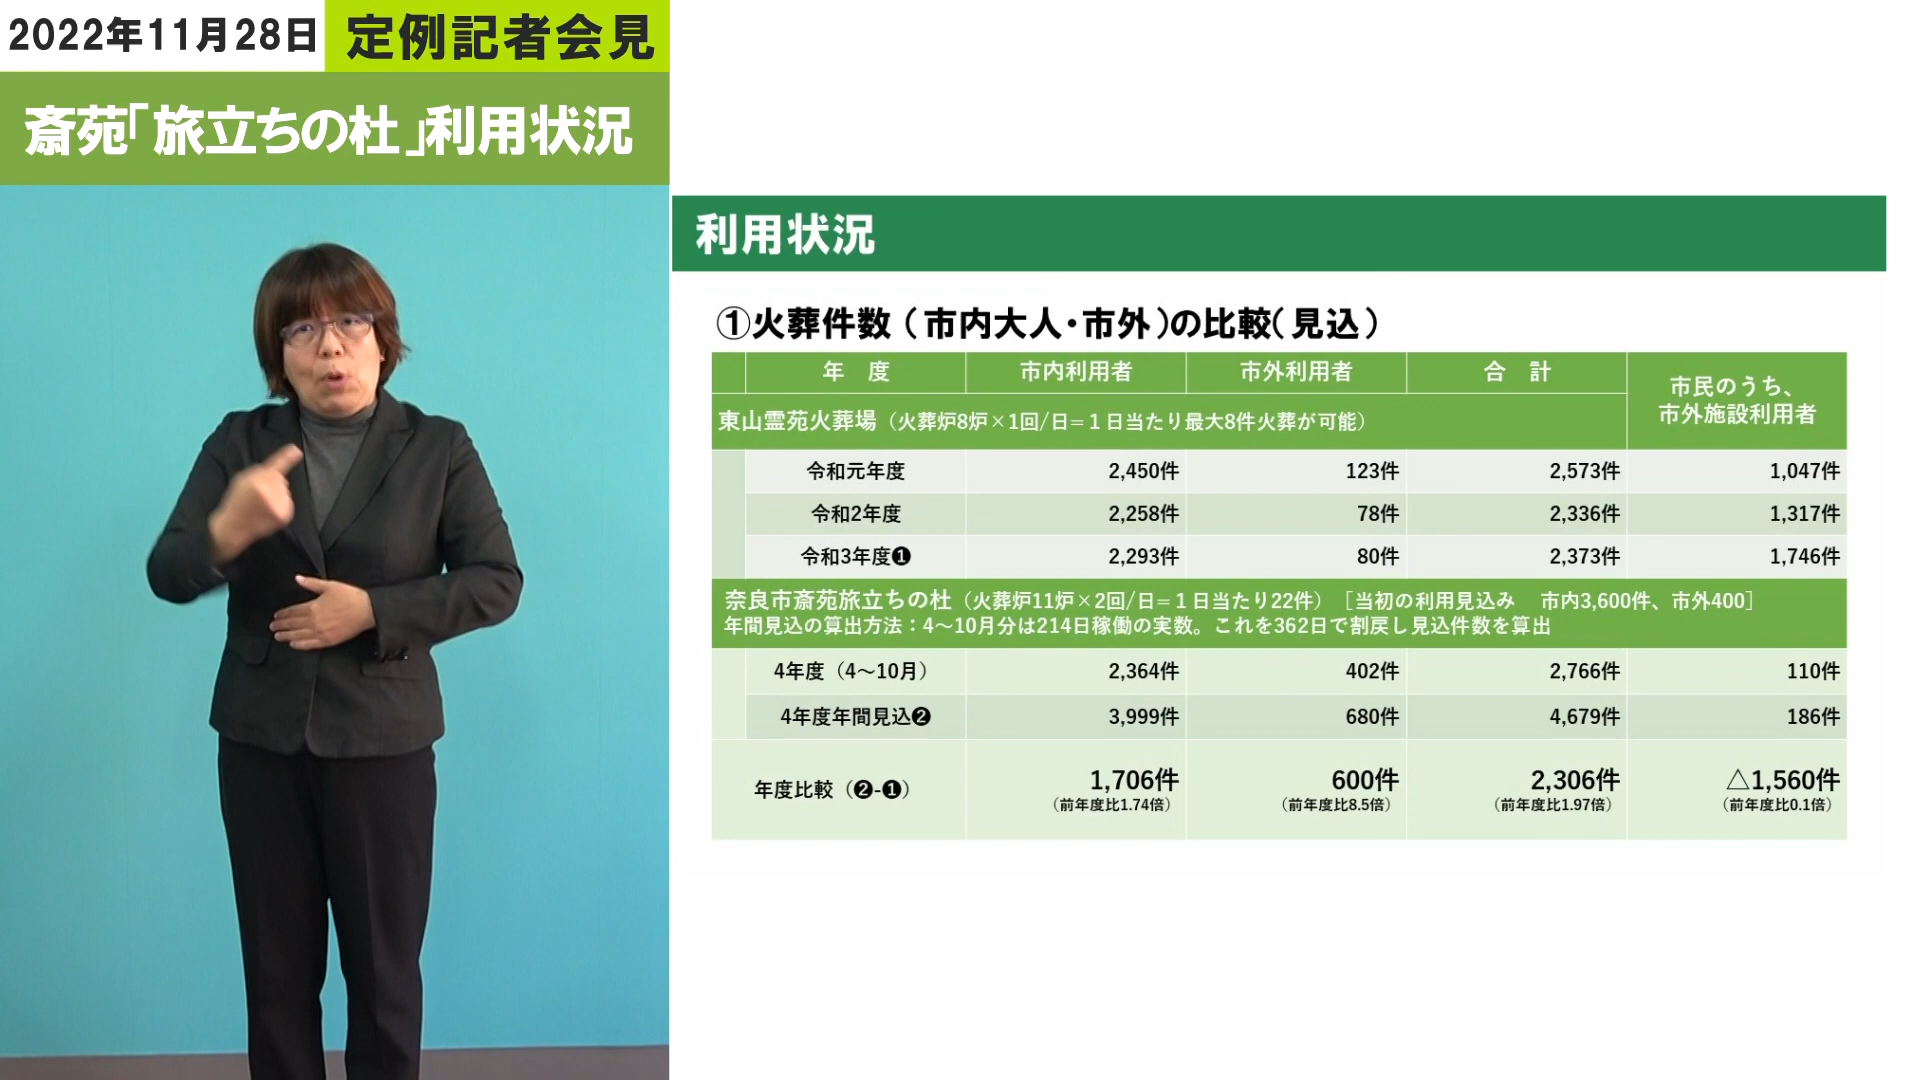 2022年11月28日 定例記者会見
斎苑「旅立ちの杜」利用状況
利用状況
①火葬件数（市内大人・市外）の比較（見込）
年　度 市内利用者 市外利用者 合　計 市民のうち、
市外施設利用者
東山霊苑火葬場（火葬炉8炉×1回/日=１日当たり最大8件火葬が可能）
令和元年度 2,450件 123件 2,573件 1,047件
令和2年度 2,258件 78件 2,336件 1,317件
令和3年度❶ 2,293件 80件 2,373件 1,746件
奈良市斎苑旅立ちの杜（火葬炉11炉×2回/日=１日当たり22件）［当初の利用見込み　市内3,600件、市外400］
年間見込の算出方法：4～10月分は214日稼働の実数。これを362日で割戻し見込件数を算出
4年度（4～10月） 2,364件 402件 2,766件 110件
4年度年間見込❷ 3,999件 680件 4,679件 186件
年度比較（❷-❶） 1,706件 600件 2,306件 △1,560件
（前年度比1.74倍） （前年度比8.5倍） （前年度比1.97倍） （前年度比0.1倍）